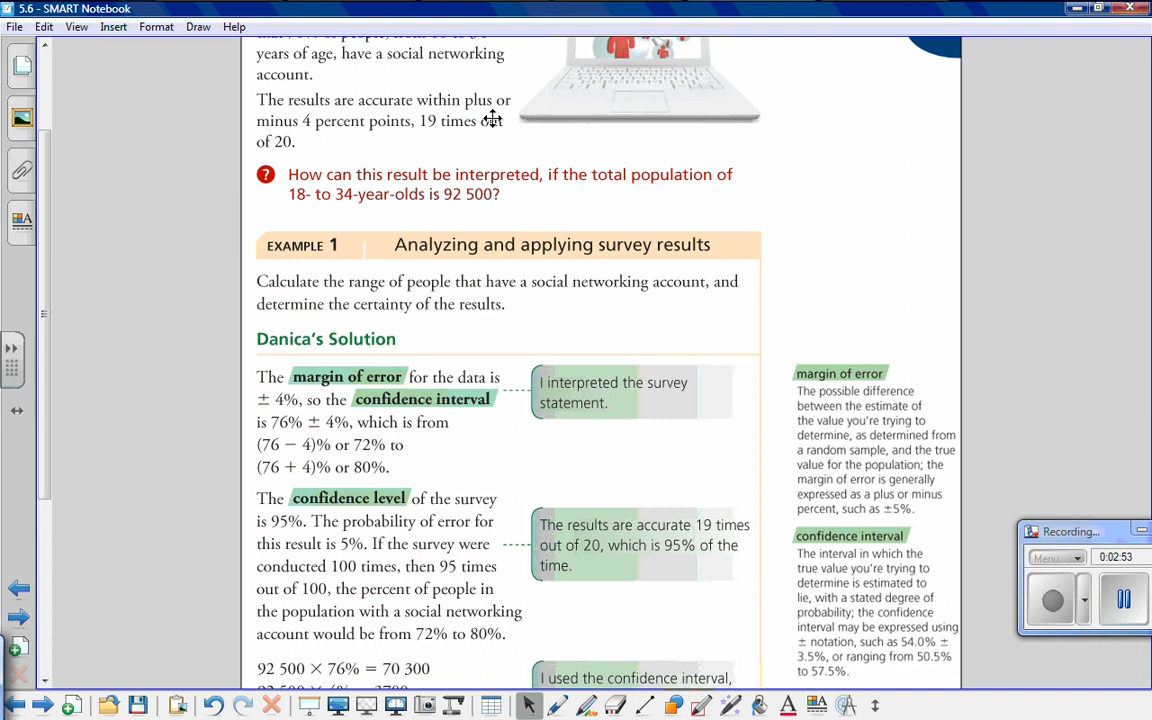 5.6 - SMART Notebook
File Edit View Insert Format Draw Help
years of age, have a social networking
account.
The results are accurate within plus or
minus 4 percent points, 19 times out
of 20.
? How can this result be interpreted, if the total population of
18- to 34-year-olds is 92 500?
EXAMPLE 1 Analyzing and applying survey results
Calculate the range of people that have a social networking account, and
determine the certainty of the results.
Danica's Solution
The margin of error for the data is
± 4%, so the confidence interval
is 76% ± 4%, which is from
(76 − 4)% or 72% to
(76 + 4)% or 80%.
I interpreted the survey
statement.
The confidence level of the survey
is 95%. The probability of error for
this result is 5%. If the survey were
conducted 100 times, then 95 times
out of 100, the percent of people in
the population with a social networking
account would be from 72% to 80%.
The results are accurate 19 times
out of 20, which is 95% of the
time.
92 500 × 76% = 70 300
I used the confidence interval,
margin of error
The possible difference
between the estimate of
the value you're trying to
determine, as determined from
a random sample, and the true
value for the population; the
margin of error is generally
expressed as a plus or minus
percent, such as ±5%.
confidence interval
The interval in which the
true value you're trying to
determine is estimated to
lie, with a stated degree of
probability; the confidence
interval may be expressed using
± notation, such as 54.0% ±
3.5%, or ranging from 50.5%
to 57.5%.
Recording...
Menu 0:02:53